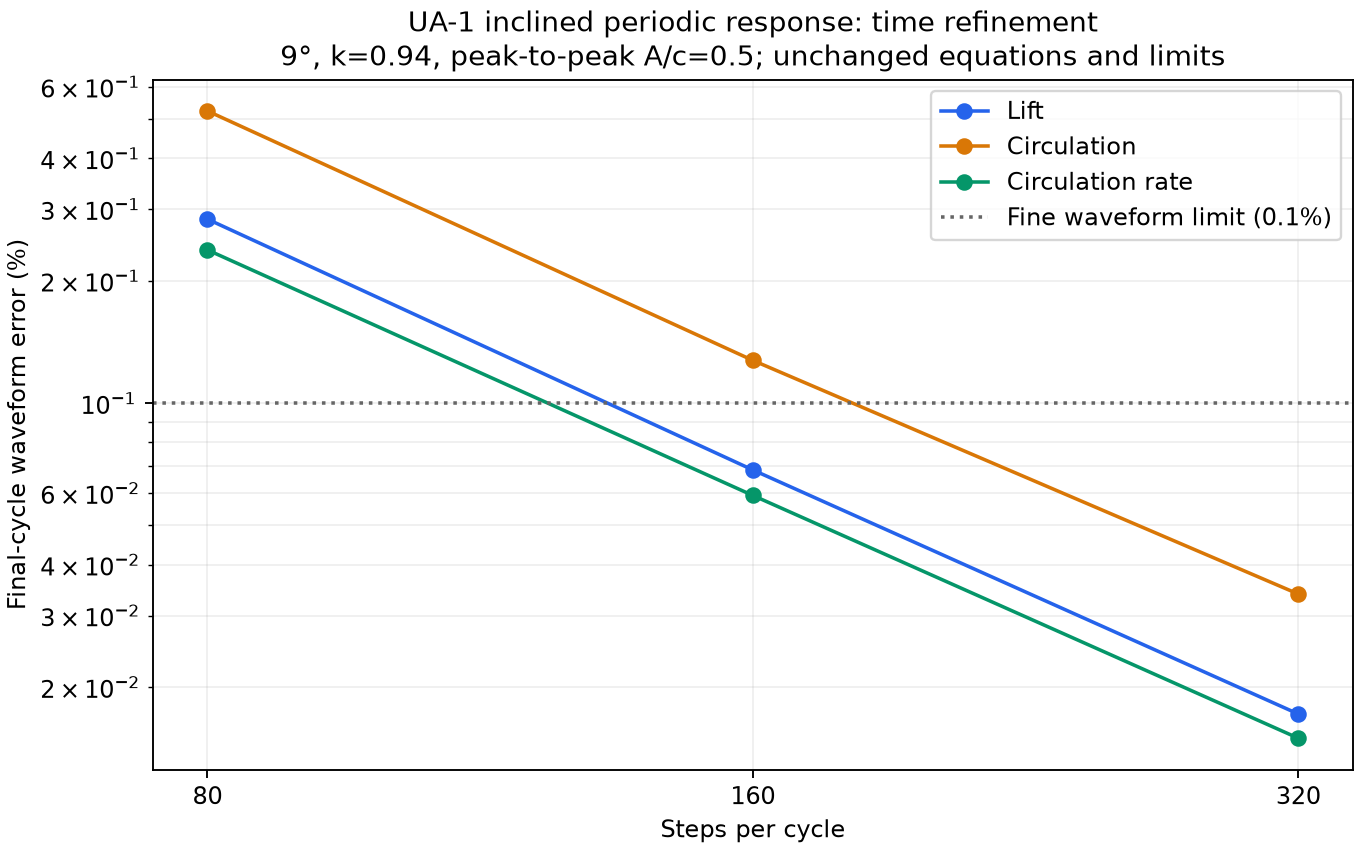 UA-1 inclined periodic response: time refinement
9°, k=0.94, peak-to-peak A/c=0.5; unchanged equations and limits
Final-cycle waveform error (%)
6 × 10⁻¹
4 × 10⁻¹
3 × 10⁻¹
2 × 10⁻¹
10⁻¹
6 × 10⁻²
4 × 10⁻²
3 × 10⁻²
2 × 10⁻²
Lift
Circulation
Circulation rate
Fine waveform limit (0.1%)
80 160 320
Steps per cycle